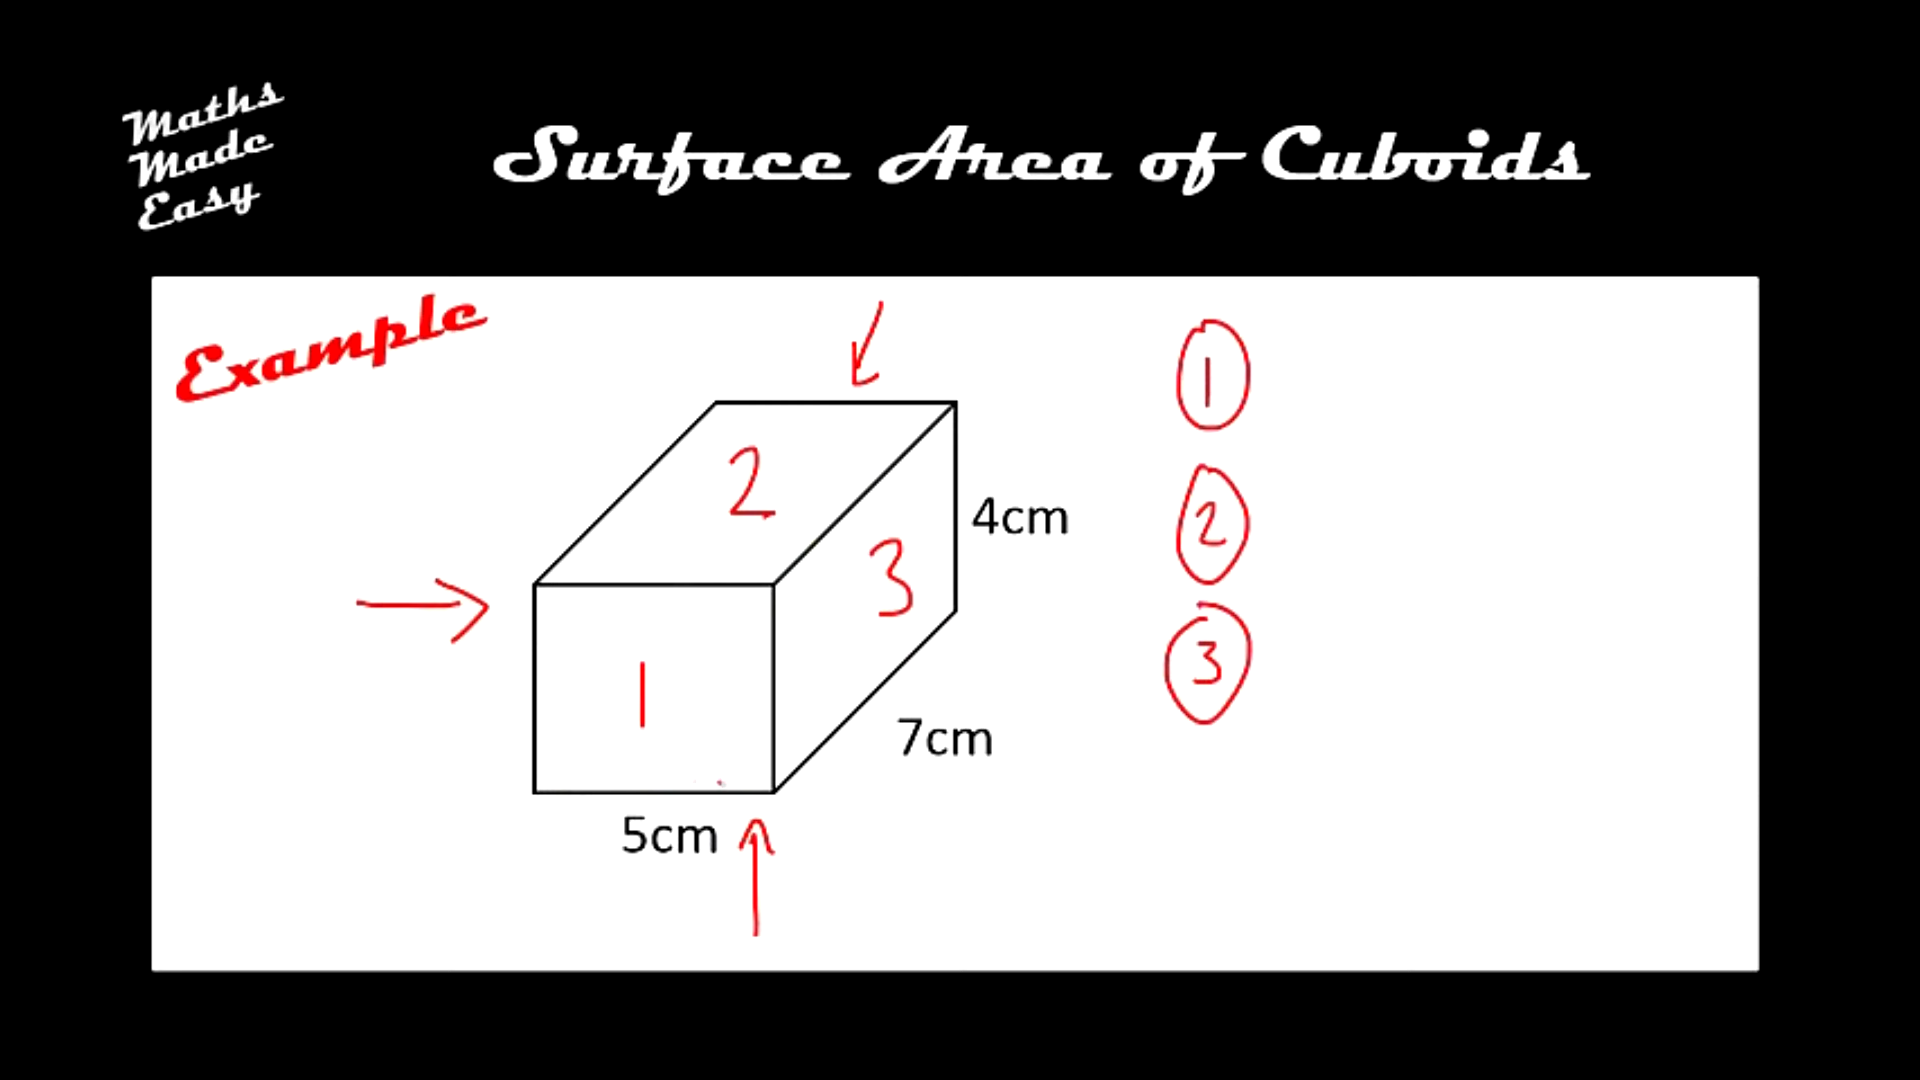 Maths
Made
Easy
Surface Area of Cuboids
Example
1
2
3
4cm
7cm
5cm
1
2
3